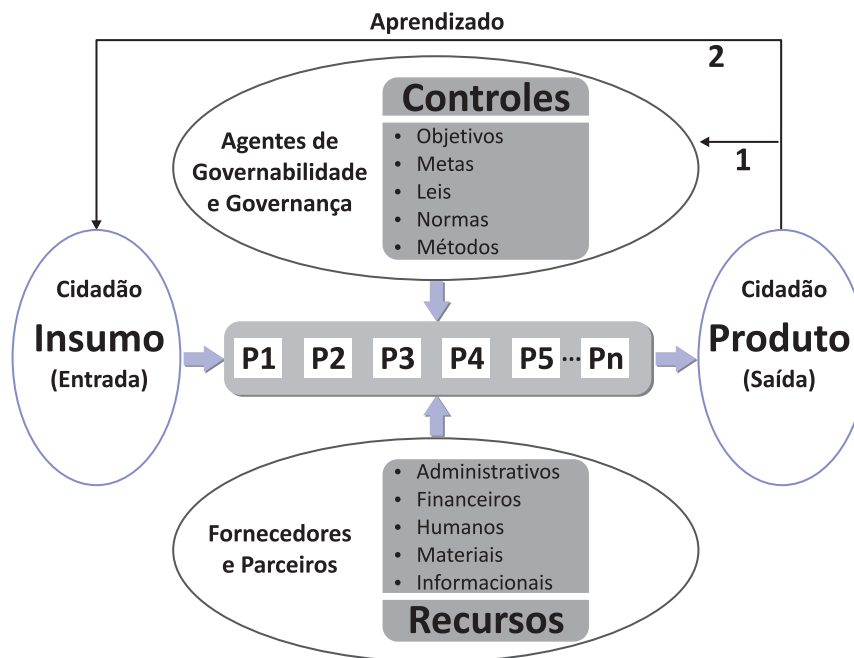 Aprendizado
2
Controles
Agentes de
Governabilidade
e Governança
• Objetivos
• Metas
• Leis
• Normas
• Métodos
1
Cidadão
Insumo
(Entrada)
P1 P2 P3 P4 P5 ... Pn
Cidadão
Produto
(Saída)
Fornecedores
e Parceiros
• Administrativos
• Financeiros
• Humanos
• Materiais
• Informacionais
Recursos